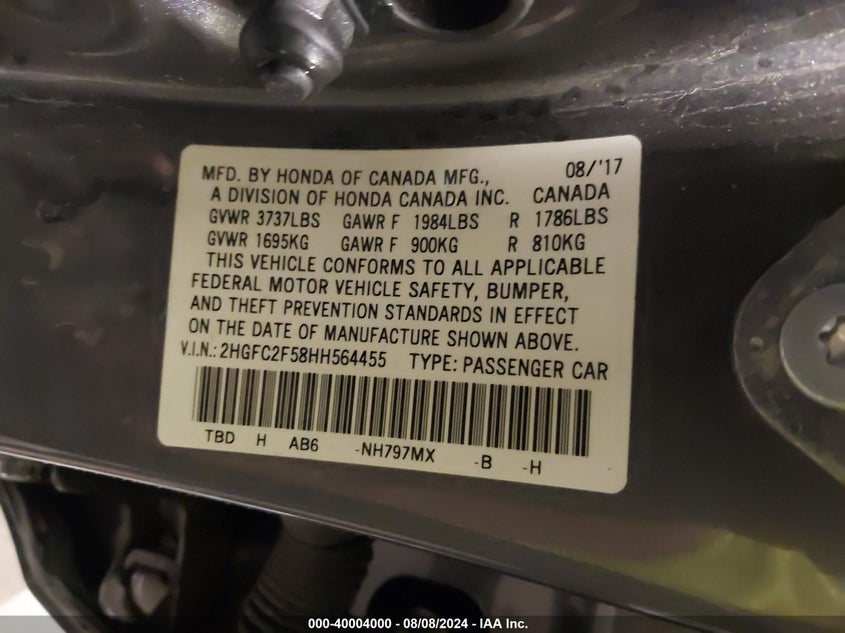 MFD. BY HONDA OF CANADA MFG., 08/'17
A DIVISION OF HONDA CANADA INC. CANADA
GVWR 3737LBS GAWR F 1984LBS R 1786LBS
GVWR 1695KG GAWR F 900KG R 810KG
THIS VEHICLE CONFORMS TO ALL APPLICABLE
FEDERAL MOTOR VEHICLE SAFETY, BUMPER,
AND THEFT PREVENTION STANDARDS IN EFFECT
ON THE DATE OF MANUFACTURE SHOWN ABOVE.
V.I.N.: 2HGFC2F58HH564455 TYPE: PASSENGER CAR
TBD H AB6 -NH797MX -B -H
000-40004000 - 08/08/2024 - IAA Inc.